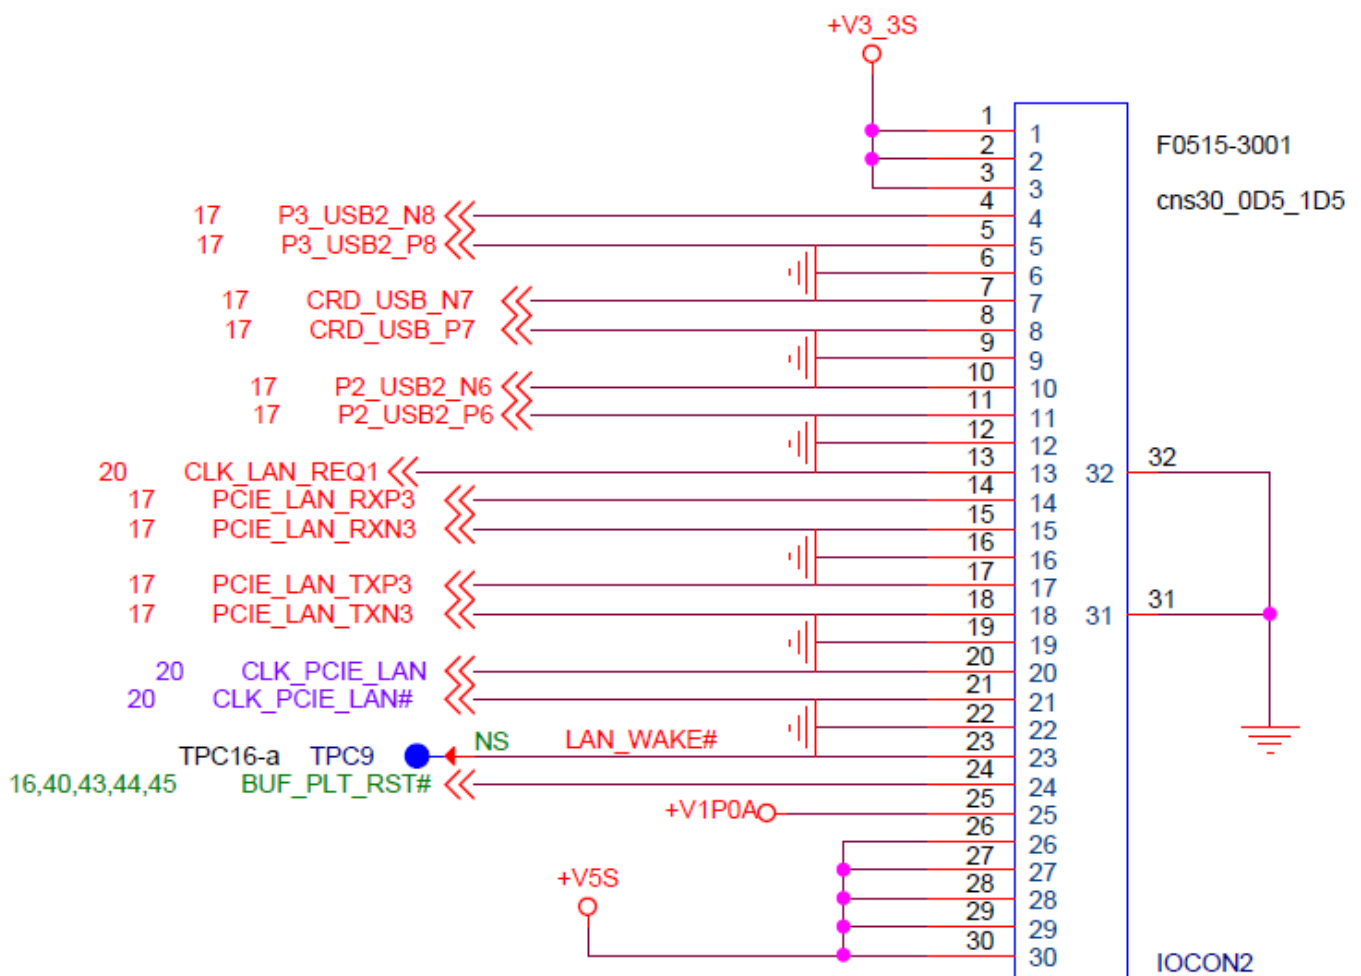 +V3_3S
F0515-3001
cns30_0D5_1D5
1 1
2 2
3 3
17 P3_USB2_N8 4 4
17 P3_USB2_P8 5 5
6 6
17 CRD_USB_N7 7 7
17 CRD_USB_P7 8 8
9 9
17 P2_USB2_N6 10 10
17 P2_USB2_P6 11 11
12 12
20 CLK_LAN_REQ1 13 13 32 32
17 PCIE_LAN_RXP3 14 14
17 PCIE_LAN_RXN3 15 15
16 16
17 PCIE_LAN_TXP3 17 17
17 PCIE_LAN_TXN3 18 18 31 31
19 19
20 CLK_PCIE_LAN 20 20
20 CLK_PCIE_LAN# 21 21
22 22
TPC16-a TPC9 NS LAN_WAKE# 23 23
16,40,43,44,45 BUF_PLT_RST# 24 24
+V1P0A 25 25
26 26
27 27
+V5S 28 28
29 29
30 30
IOCON2